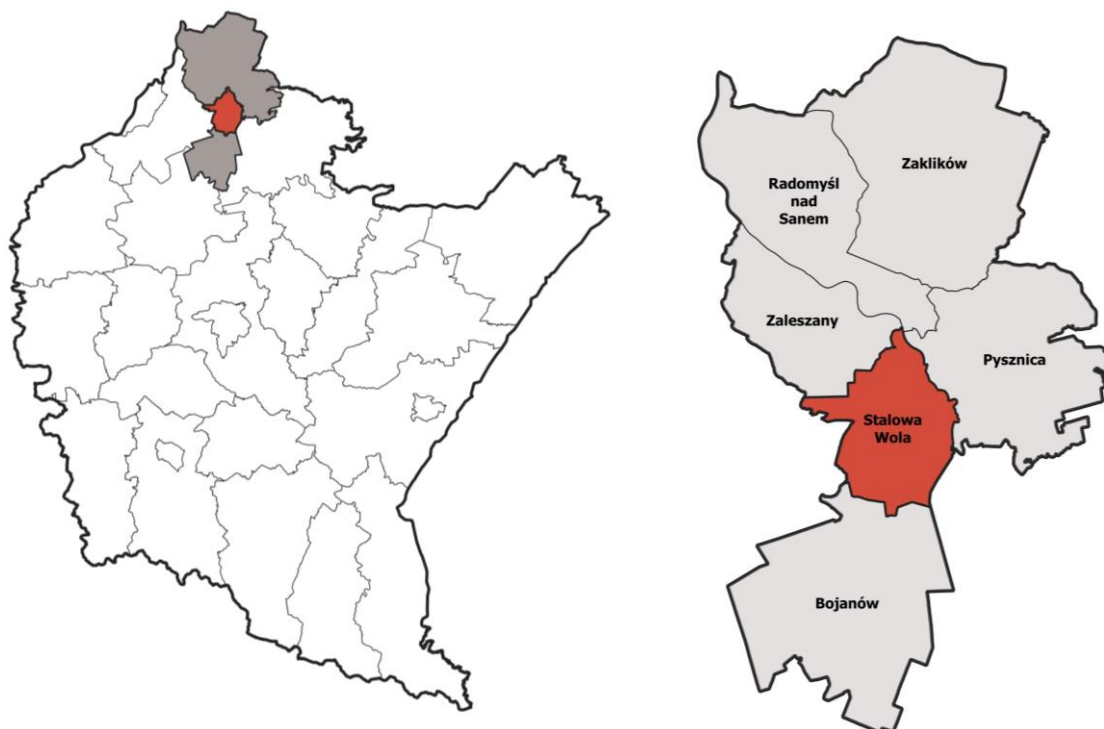 Zaklików
Radomyśl
nad
Sanem
Zaleszany
Pysznica
Stalowa
Wola
Bojanów